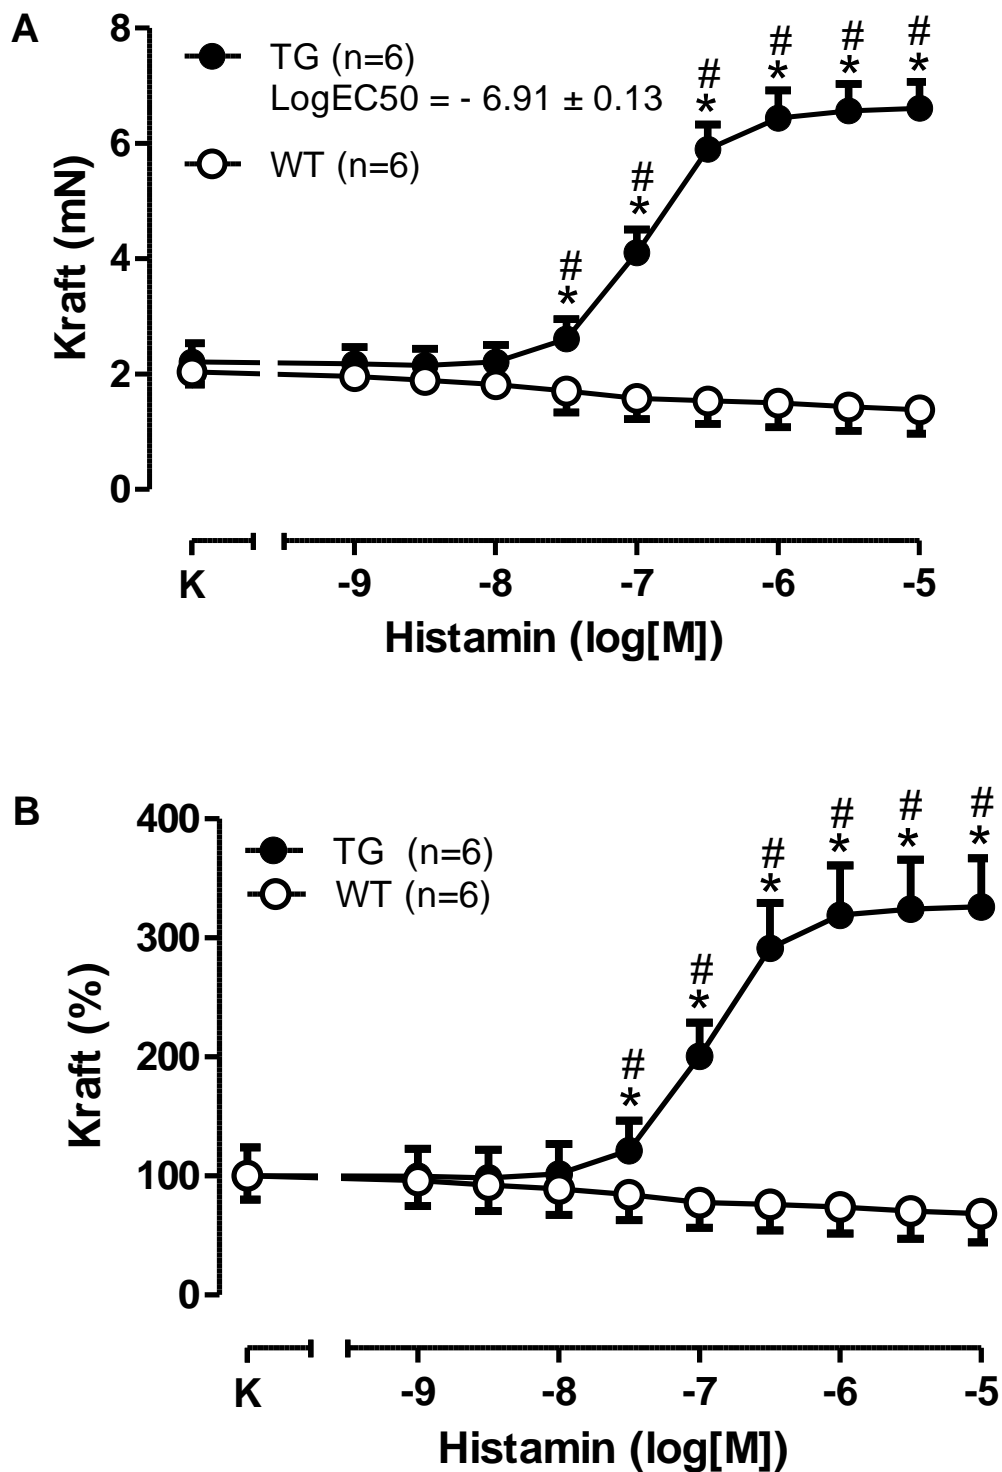 A
8
6
4
2
0
Kraft (mN)
TG (n=6)
LogEC50 = - 6.91 ± 0.13
WT (n=6)
#
*
#
*
#
*
#
*
#
*
#
*
K -9 -8 -7 -6 -5
Histamin (log[M])
B
400
300
200
100
0
Kraft (%)
TG (n=6)
WT (n=6)
#
*
#
*
#
*
#
*
#
*
#
*
K -9 -8 -7 -6 -5
Histamin (log[M])